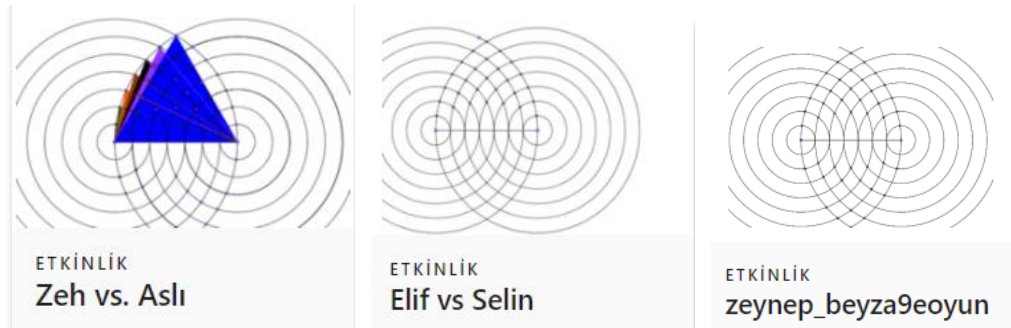 ETKİNLİK
Zeh vs. Aslı
ETKİNLİK
Elif vs Selin
ETKİNLİK
zeynep_beyza9eoyun